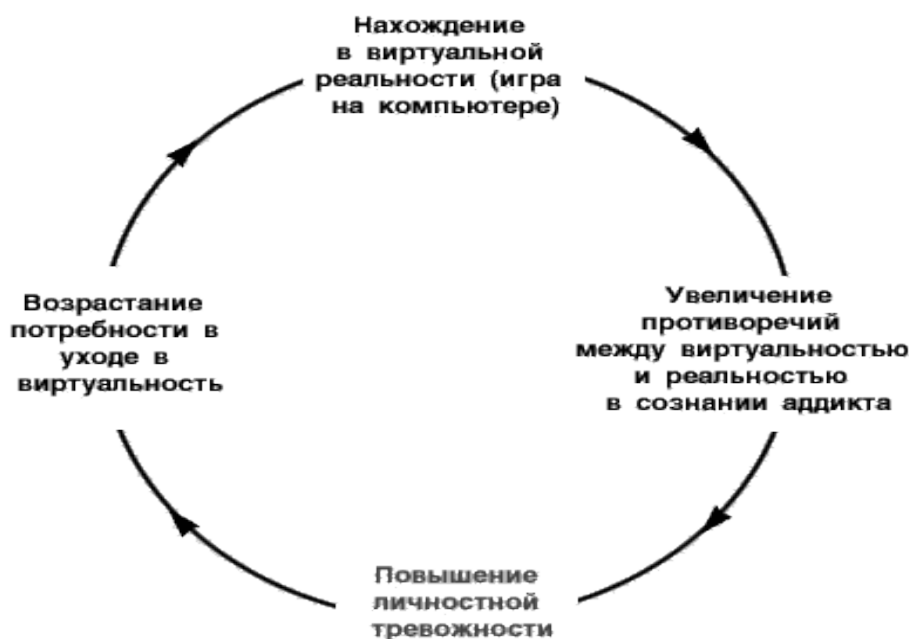 Нахождение
в виртуальной
реальности (игра
на компьютере)
Увеличение
противоречий
между виртуальностью
и реальностью
в сознании аддикта
Повышение
личностной
тревожности
Возрастание
потребности в
уходе в
виртуальность